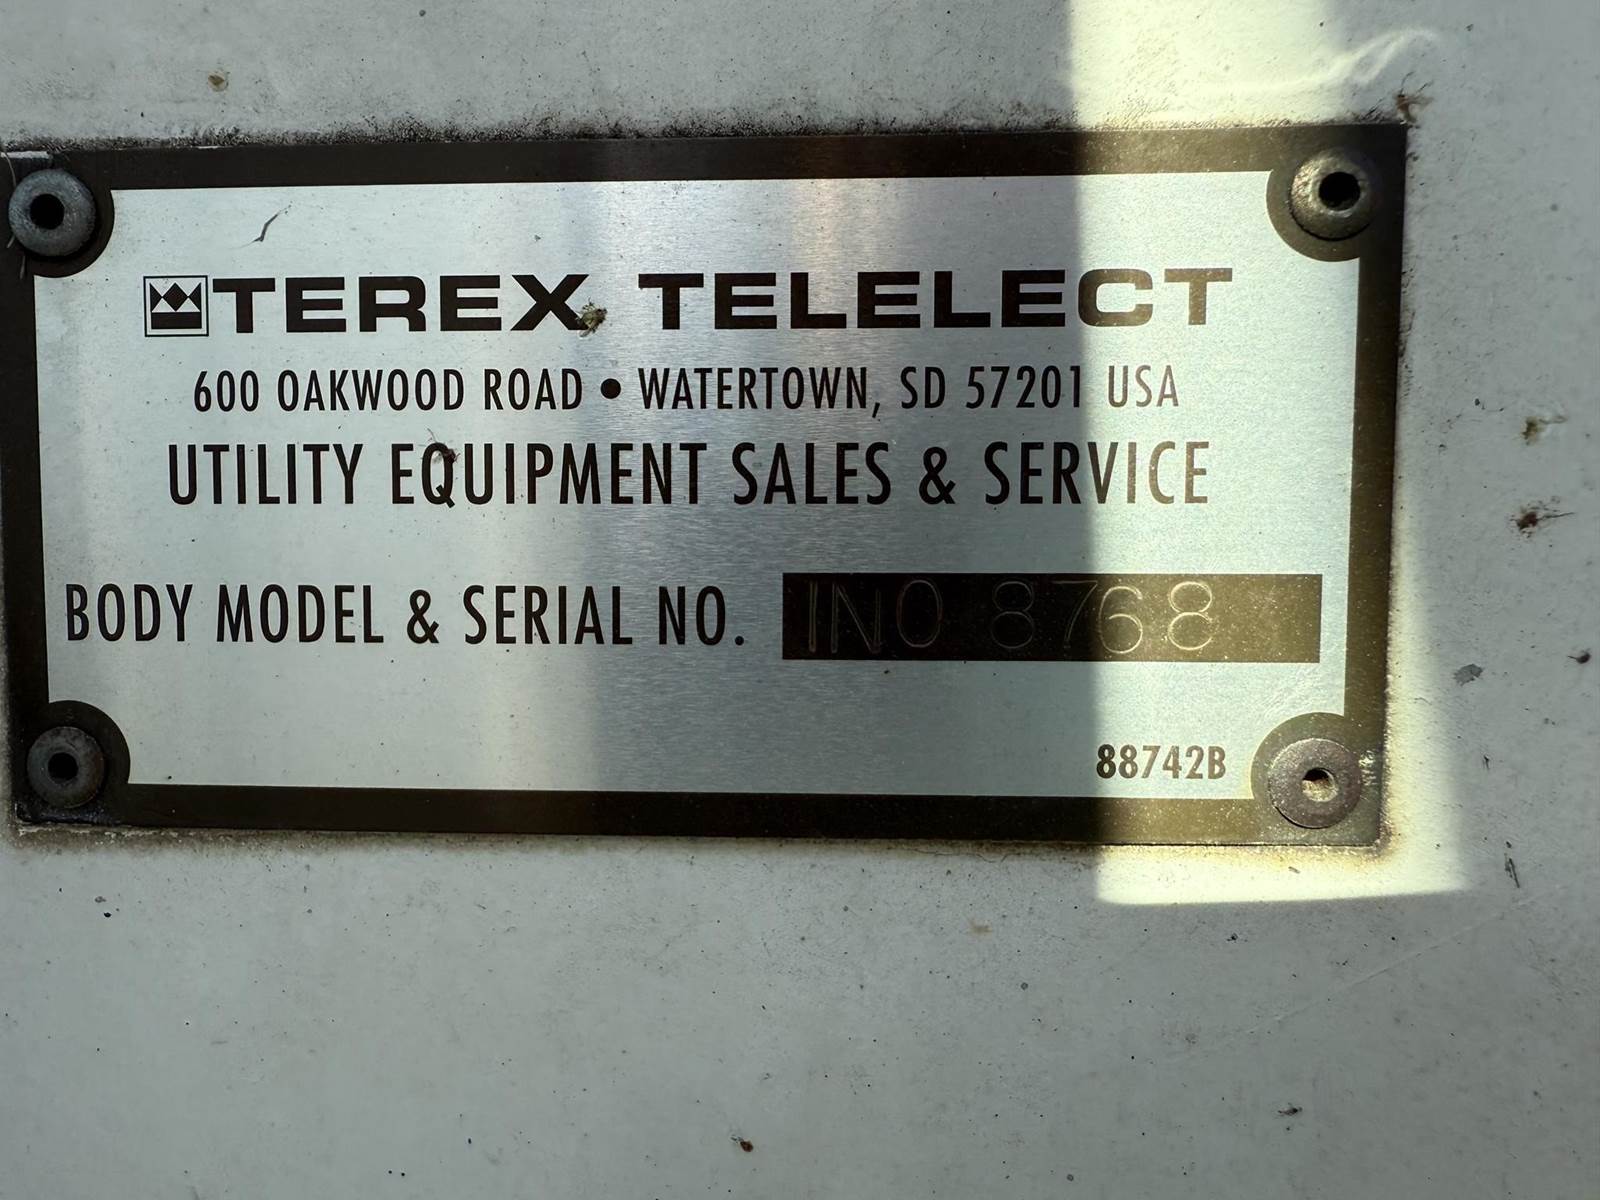 TEREX TELELECT
600 OAKWOOD ROAD • WATERTOWN, SD 57201 USA
UTILITY EQUIPMENT SALES & SERVICE
BODY MODEL & SERIAL NO. INO 8768
88742B